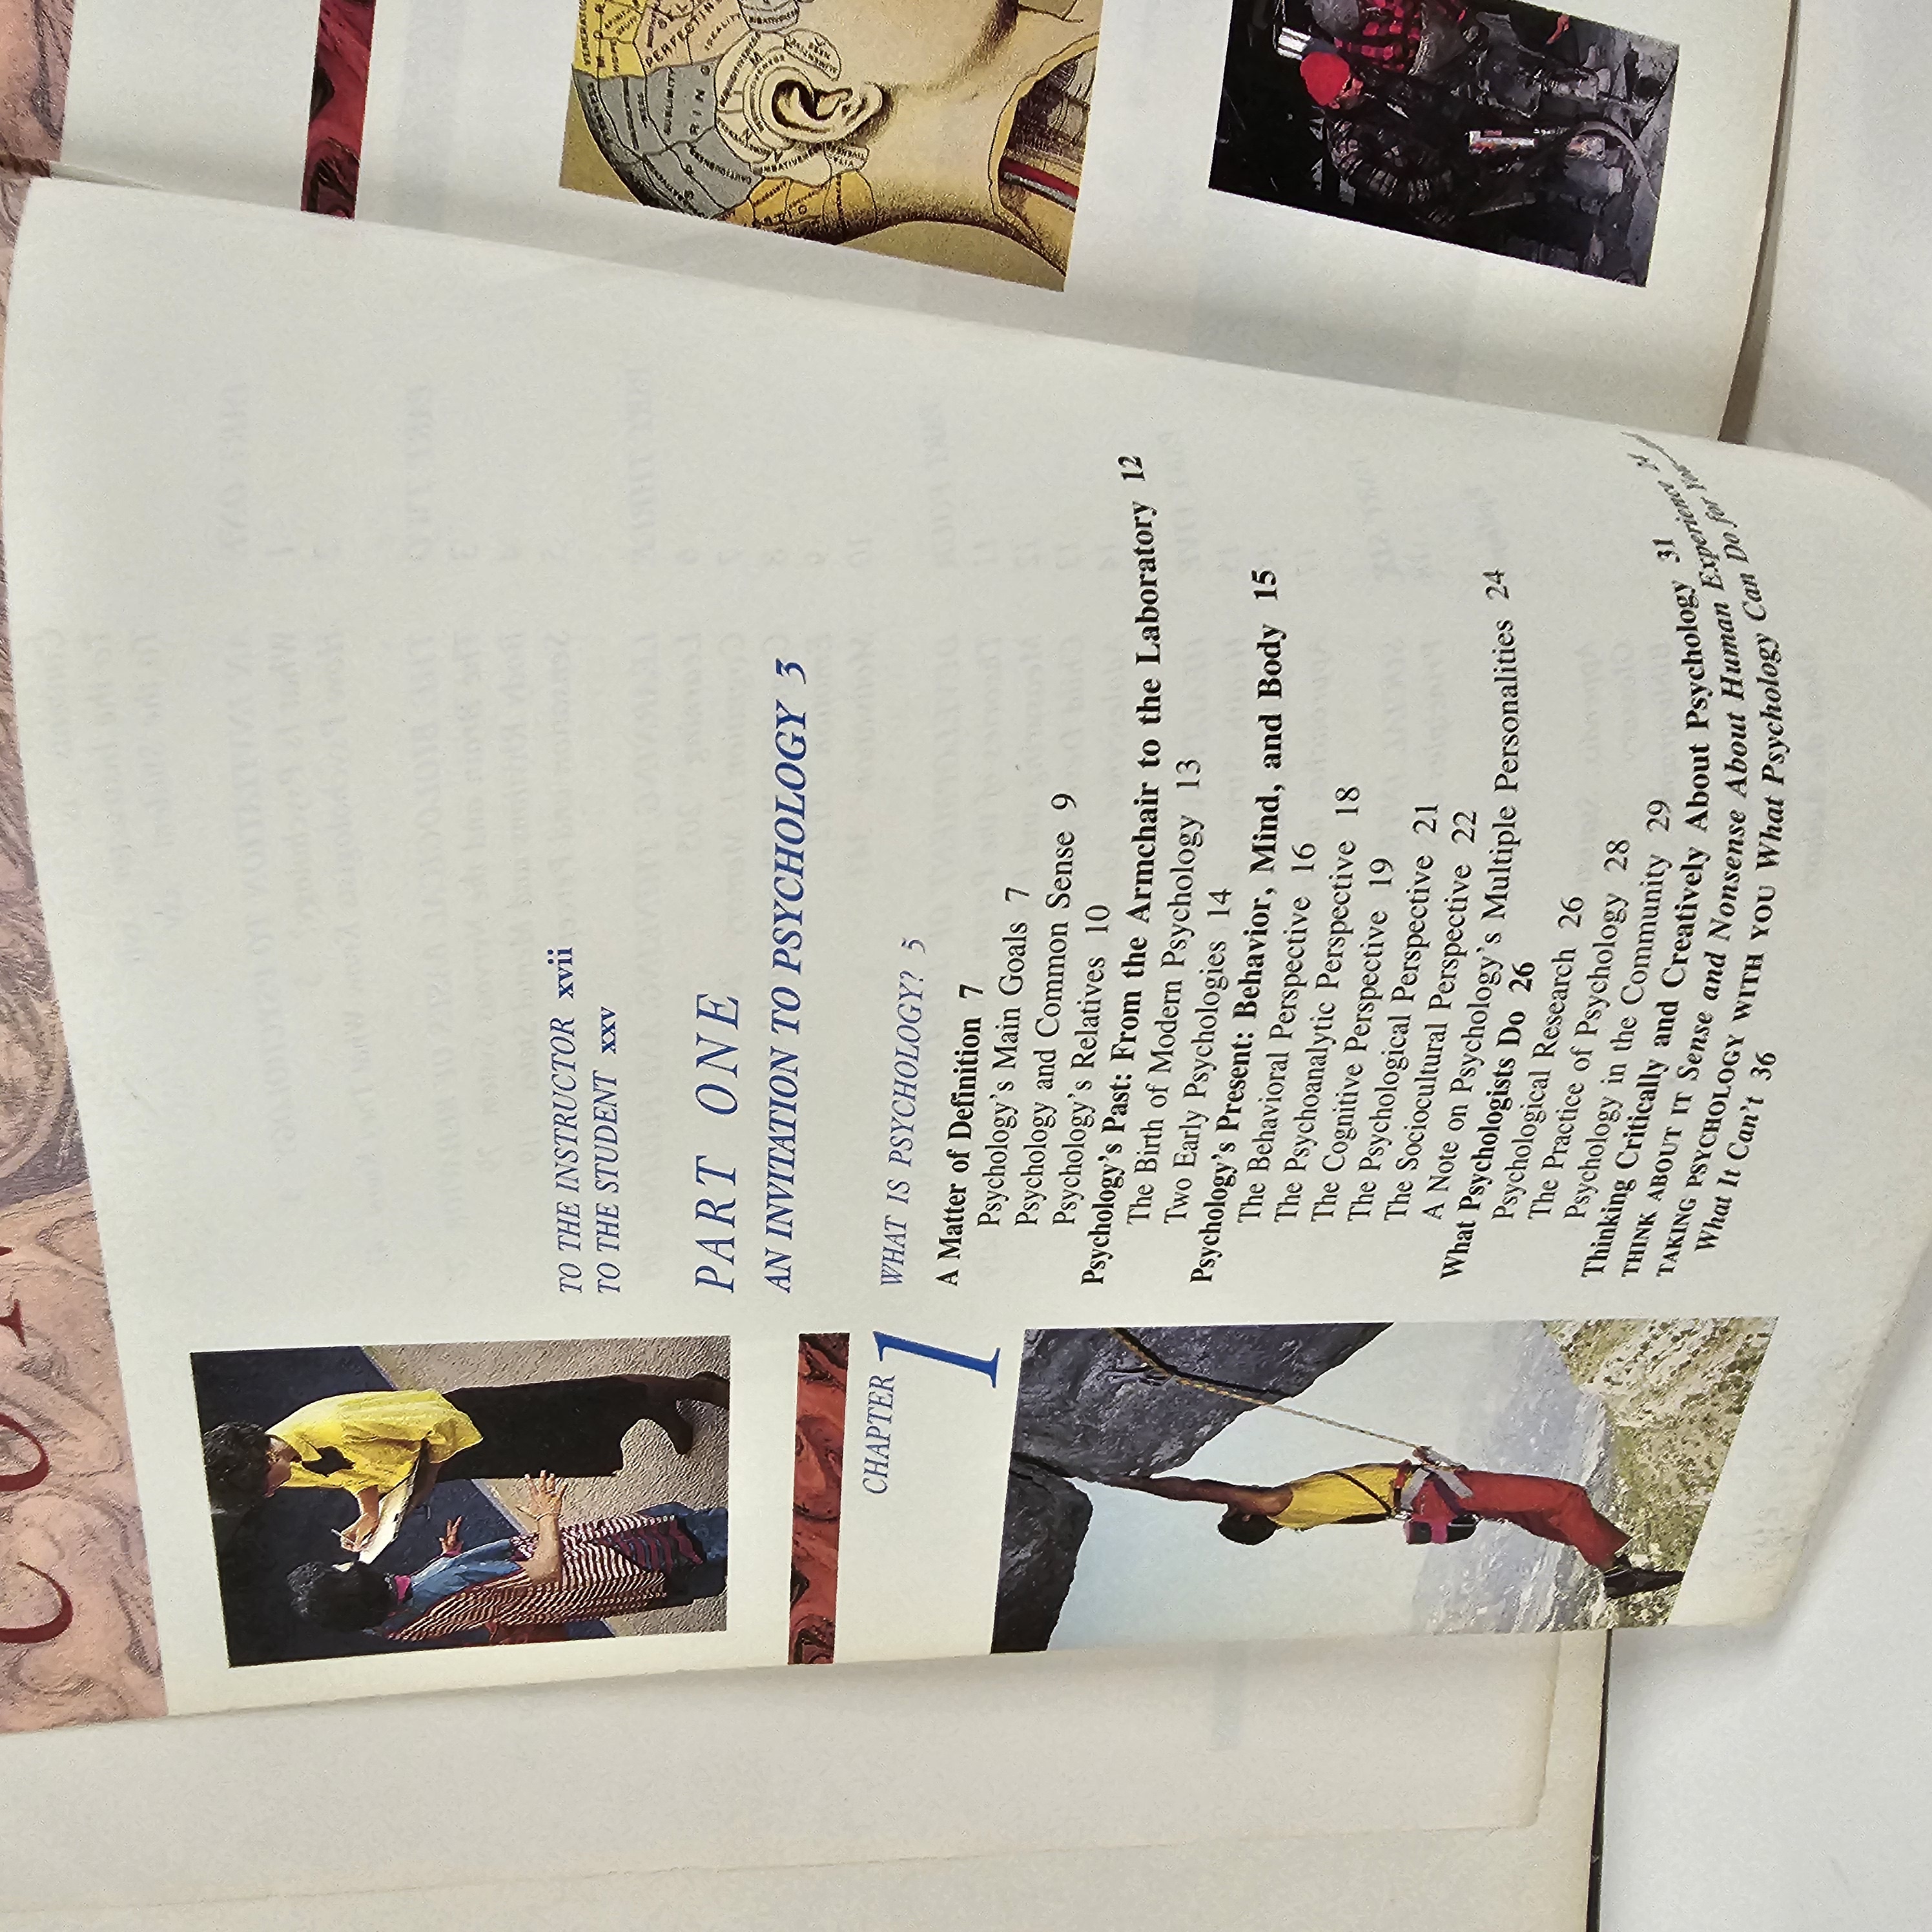 CON
TO THE INSTRUCTOR xvii
TO THE STUDENT xxv
PART ONE
AN INVITATION TO PSYCHOLOGY 3
CHAPTER 1
WHAT IS PSYCHOLOGY? 5
A Matter of Definition 7
Psychology's Main Goals 7
Psychology and Common Sense 9
Psychology's Relatives 10
Psychology's Past: From the Armchair to the Laboratory 12
The Birth of Modern Psychology 13
Two Early Psychologies 14
Psychology's Present: Behavior, Mind, and Body 15
The Behavioral Perspective 16
The Psychoanalytic Perspective 18
The Cognitive Perspective 19
The Psychological Perspective 21
The Sociocultural Perspective 22
A Note on Psychology's Multiple Personalities 24
What Psychologists Do 26
Psychological Research 26
The Practice of Psychology 28
Psychology in the Community 29
Thinking Critically and Creatively About Psychology 31
THINK ABOUT IT Sense and Nonsense About Human Experience
TAKING PSYCHOLOGY WITH YOU What Psychology Can Do for You—and
What It Can't 36
FIRMNESS
HOPE
SUBLIMITY